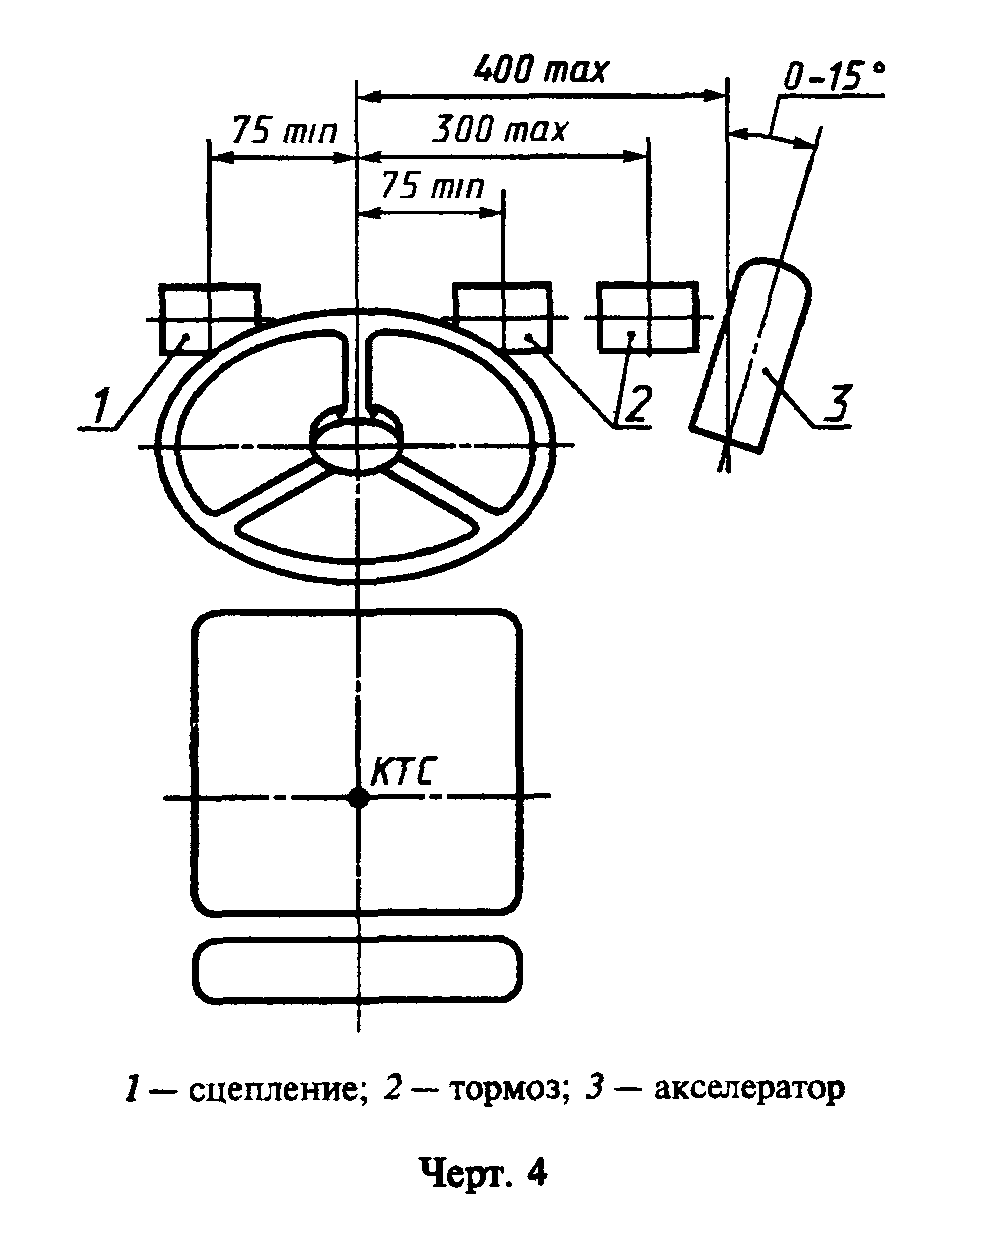 400 max
0-15°
75 min
300 max
75 min
1
2
3
КТС
1 — сцепление; 2 — тормоз; 3 — акселератор
Черт. 4